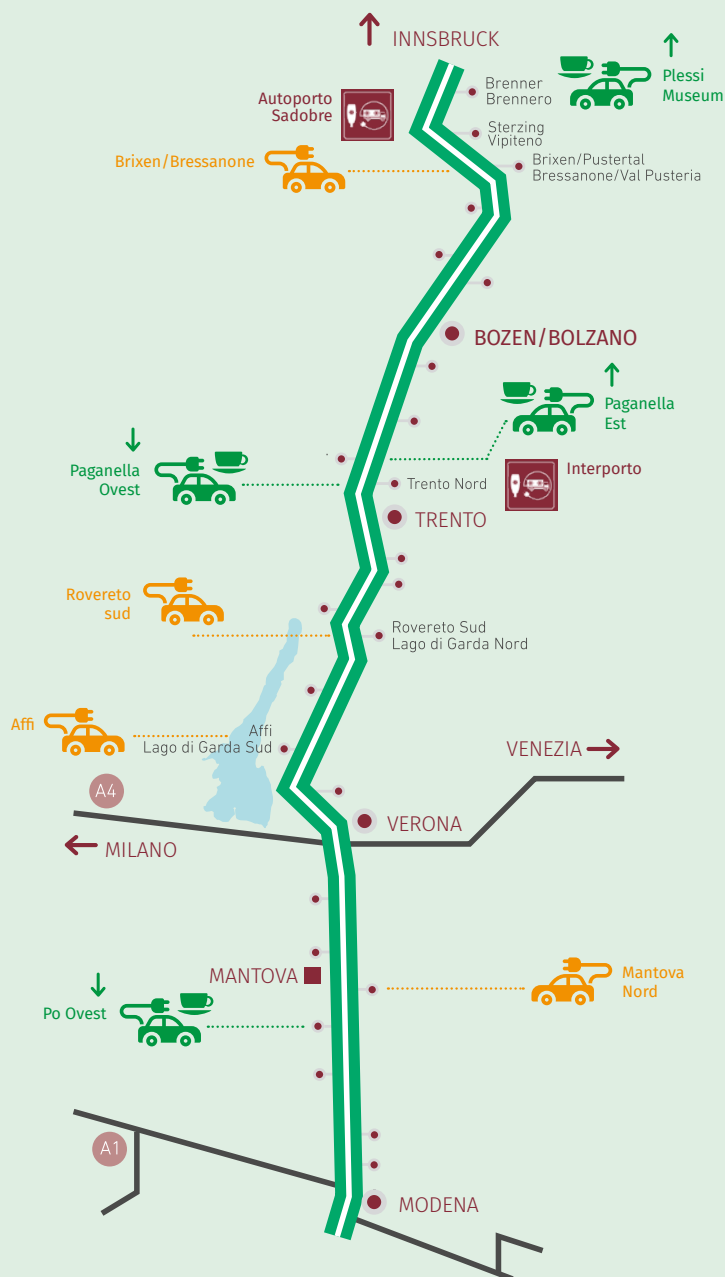 INNSBRUCK
Plessi
Museum
Brenner
Brennero
Autoporto
Sadobre
Sterzing
Vipiteno
Brixen/Bressanone
Brixen/Pustertal
Bressanone/Val Pusteria
BOZEN/BOLZANO
Paganella
Est
Paganella
Ovest
Interporto
Trento Nord
TRENTO
Rovereto
sud
Rovereto Sud
Lago di Garda Nord
Affi
Affi
Lago di Garda Sud
VENEZIA
A4
VERONA
MILANO
MANTOVA
Mantova
Nord
Po Ovest
A1
MODENA